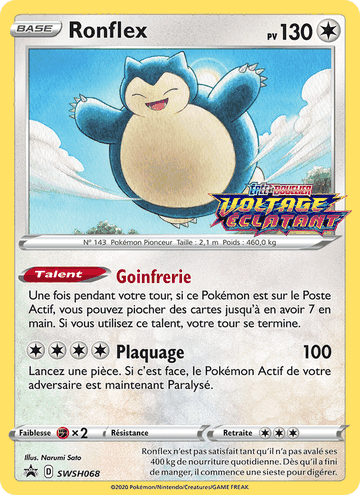 BASE Ronflex PV 130
Épée et Bouclier
VOLTAGE
ÉCLATANT
N° 143 Pokémon Pionceur Taille : 2,1 m Poids : 460,0 kg
Talent Goinfrerie
Une fois pendant votre tour, si ce Pokémon est sur le Poste
Actif, vous pouvez piocher des cartes jusqu'à en avoir 7 en
main. Si vous utilisez ce talent, votre tour se termine.
Plaquage 100
Lancez une pièce. Si c'est face, le Pokémon Actif de votre
adversaire est maintenant Paralysé.
Faiblesse ×2 Résistance Retraite
Illus. Narumi Sato
D SWSH068
Ronflex n'est pas satisfait tant qu'il n'a pas avalé ses
400 kg de nourriture quotidienne. Dès qu'il a fini
de manger, il commence une sieste pour digérer.
©2020 Pokémon/Nintendo/Creatures/GAME FREAK.